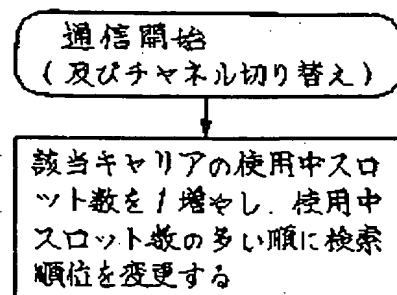 通信開始
(及びチャネル切り替え)
該当キャリアの使用中スロ
ット数を1増やし、使用中
スロット数の多い順に検索
順位を変更する